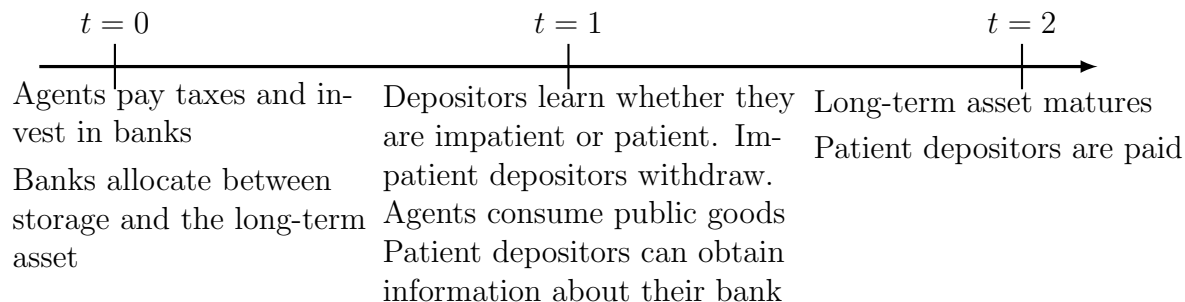 t = 0
t = 1
t = 2
Agents pay taxes and in-
vest in banks
Banks allocate between
storage and the long-term
asset
Depositors learn whether they
are impatient or patient. Im-
patient depositors withdraw.
Agents consume public goods
Patient depositors can obtain
information about their bank
Long-term asset matures
Patient depositors are paid